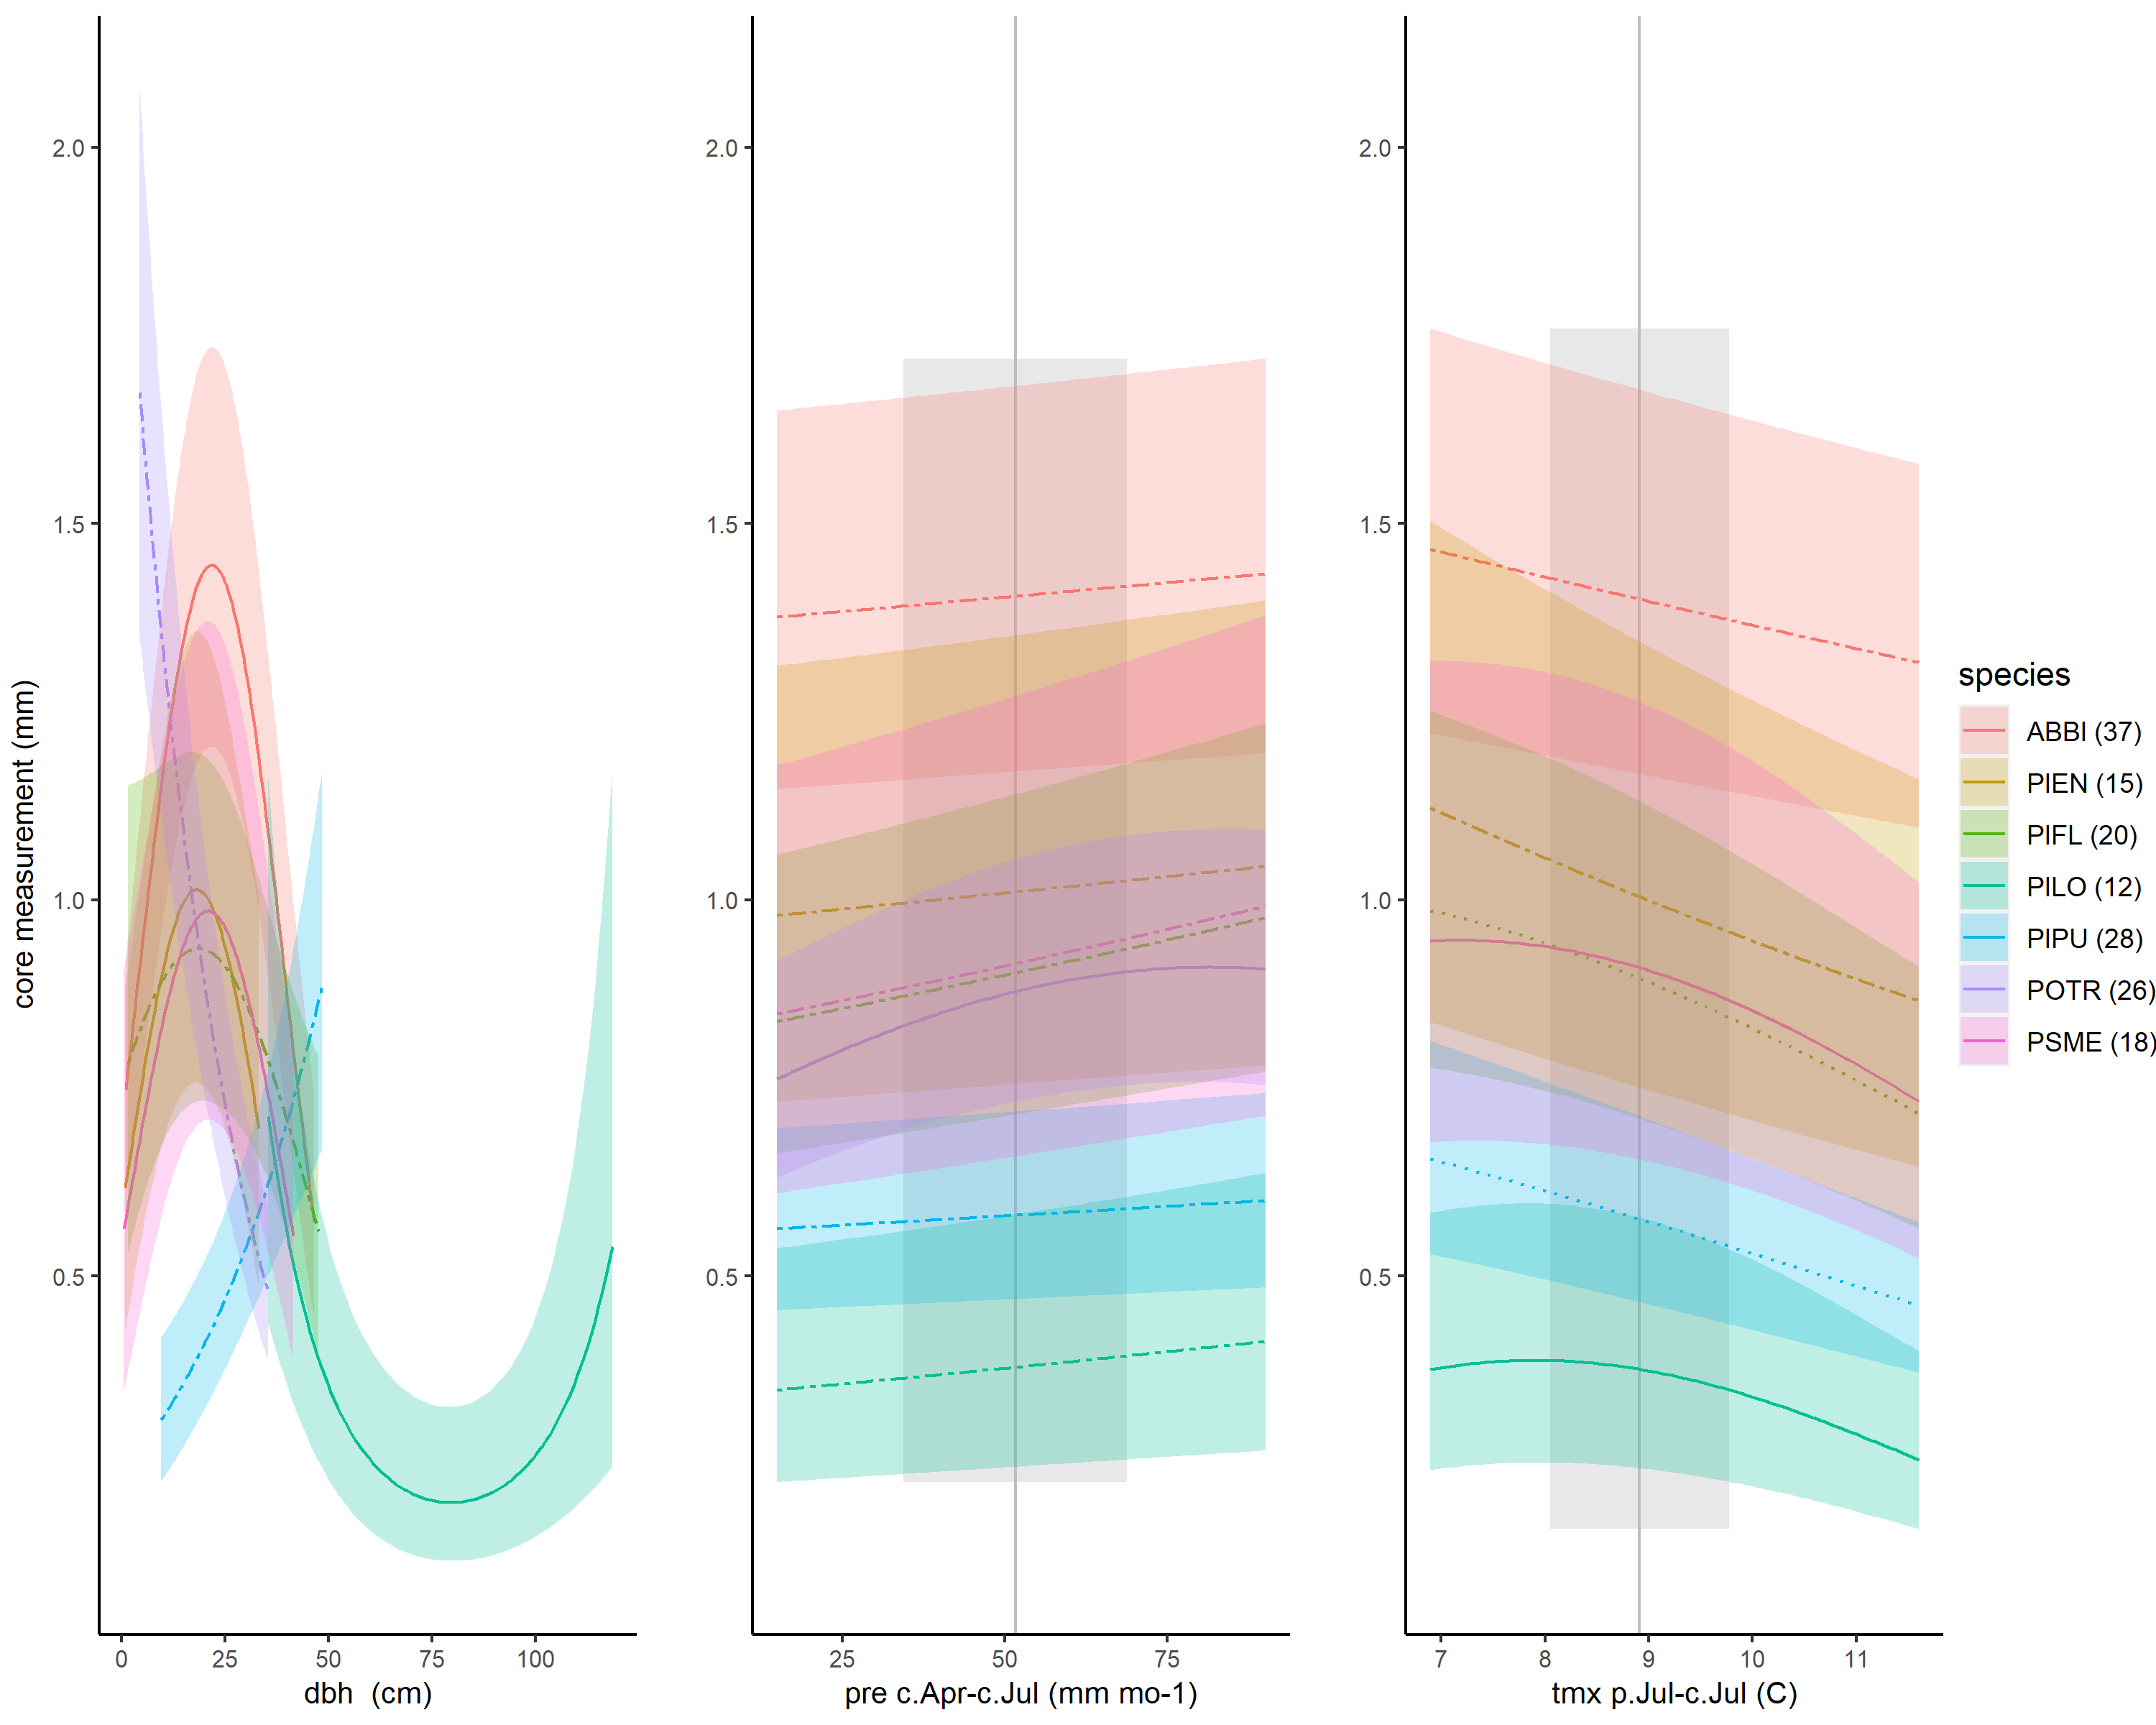 core measurement (mm)
2.0
1.5
1.0
0.5
0 25 50 75 100
dbh  (cm)
2.0
1.5
1.0
0.5
25 50 75
pre c.Apr-c.Jul (mm mo-1)
2.0
1.5
1.0
0.5
7 8 9 10 11
tmx p.Jul-c.Jul (C)
species
ABBI (37)
PIEN (15)
PIFL (20)
PILO (12)
PIPU (28)
POTR (26)
PSME (18)